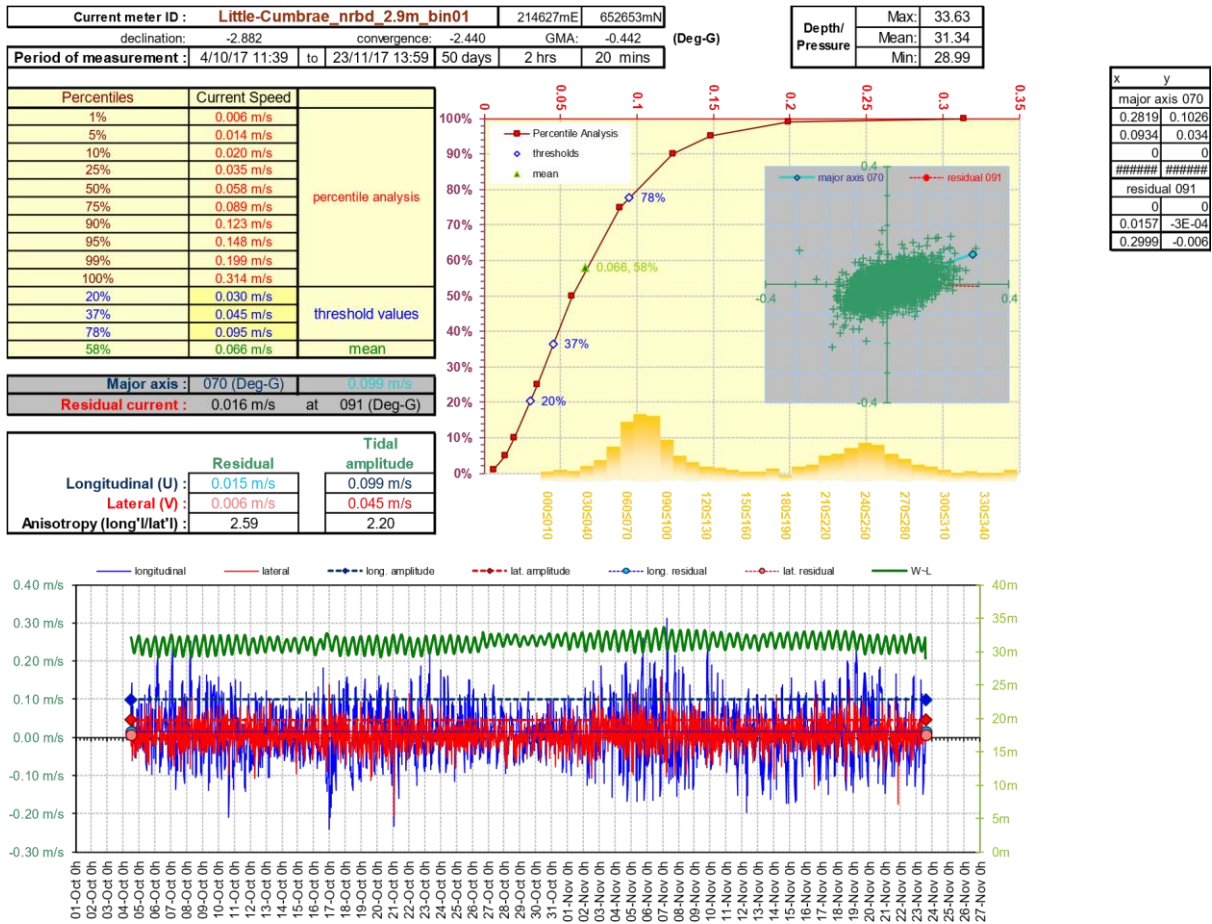 Current meter ID : Little-Cumbrae_nrbd_2.9m_bin01 214627mE 652653mN
declination: -2.882 convergence: -2.440 GMA: -0.442 (Deg-G)
Period of measurement : 4/10/17 11:39 to 23/11/17 13:59 50 days 2 hrs 20 mins
Depth/ Pressure
Max: 33.63
Mean: 31.34
Min: 28.99
x y
major axis 070
0.2819 0.1026
0.0934 0.034
0 0
###### ######
residual 091
0 0
0.0157 -3E-04
0.2999 -0.006
Percentiles Current Speed
1% 0.006 m/s
5% 0.014 m/s
10% 0.020 m/s
25% 0.035 m/s
50% 0.058 m/s
75% 0.089 m/s
90% 0.123 m/s
95% 0.148 m/s
99% 0.199 m/s
100% 0.314 m/s
percentile analysis
20% 0.030 m/s
37% 0.045 m/s
78% 0.095 m/s
threshold values
58% 0.066 m/s mean
Major axis : 070 (Deg-G) 0.099 m/s
Residual current : 0.016 m/s at 091 (Deg-G)
Residual Tidal amplitude
Longitudinal (U) : 0.015 m/s 0.099 m/s
Lateral (V) : 0.006 m/s 0.045 m/s
Anisotropy (long'l/lat'l) : 2.59 2.20
0 0.05 0.1 0.15 0.2 0.25 0.3 0.35
100%
90%
80%
70%
60%
50%
40%
30%
20%
10%
0%
Percentile Analysis
thresholds
mean
78%
0.066, 58%
37%
20%
major axis 070 residual 091
0.4
-0.4 0.4
-0.4
000≤010 030≤040 060≤070 090≤100 120≤130 150≤160 180≤190 210≤220 240≤250 270≤280 300≤310 330≤340
longitudinal lateral long. amplitude lat. amplitude long. residual lat. residual W~L
0.40 m/s
0.30 m/s
0.20 m/s
0.10 m/s
0.00 m/s
-0.10 m/s
-0.20 m/s
-0.30 m/s
40m
35m
30m
25m
20m
15m
10m
5m
0m
01-Oct 0h 02-Oct 0h 03-Oct 0h 04-Oct 0h 05-Oct 0h 06-Oct 0h 07-Oct 0h 08-Oct 0h 09-Oct 0h 10-Oct 0h 11-Oct 0h 12-Oct 0h 13-Oct 0h 14-Oct 0h 15-Oct 0h 16-Oct 0h 17-Oct 0h 18-Oct 0h 19-Oct 0h 20-Oct 0h 21-Oct 0h 22-Oct 0h 23-Oct 0h 24-Oct 0h 25-Oct 0h 26-Oct 0h 27-Oct 0h 28-Oct 0h 29-Oct 0h 30-Oct 0h 31-Oct 0h 01-Nov 0h 02-Nov 0h 03-Nov 0h 04-Nov 0h 05-Nov 0h 06-Nov 0h 07-Nov 0h 08-Nov 0h 09-Nov 0h 10-Nov 0h 11-Nov 0h 12-Nov 0h 13-Nov 0h 14-Nov 0h 15-Nov 0h 16-Nov 0h 17-Nov 0h 18-Nov 0h 19-Nov 0h 20-Nov 0h 21-Nov 0h 22-Nov 0h 23-Nov 0h 24-Nov 0h 25-Nov 0h 26-Nov 0h 27-Nov 0h